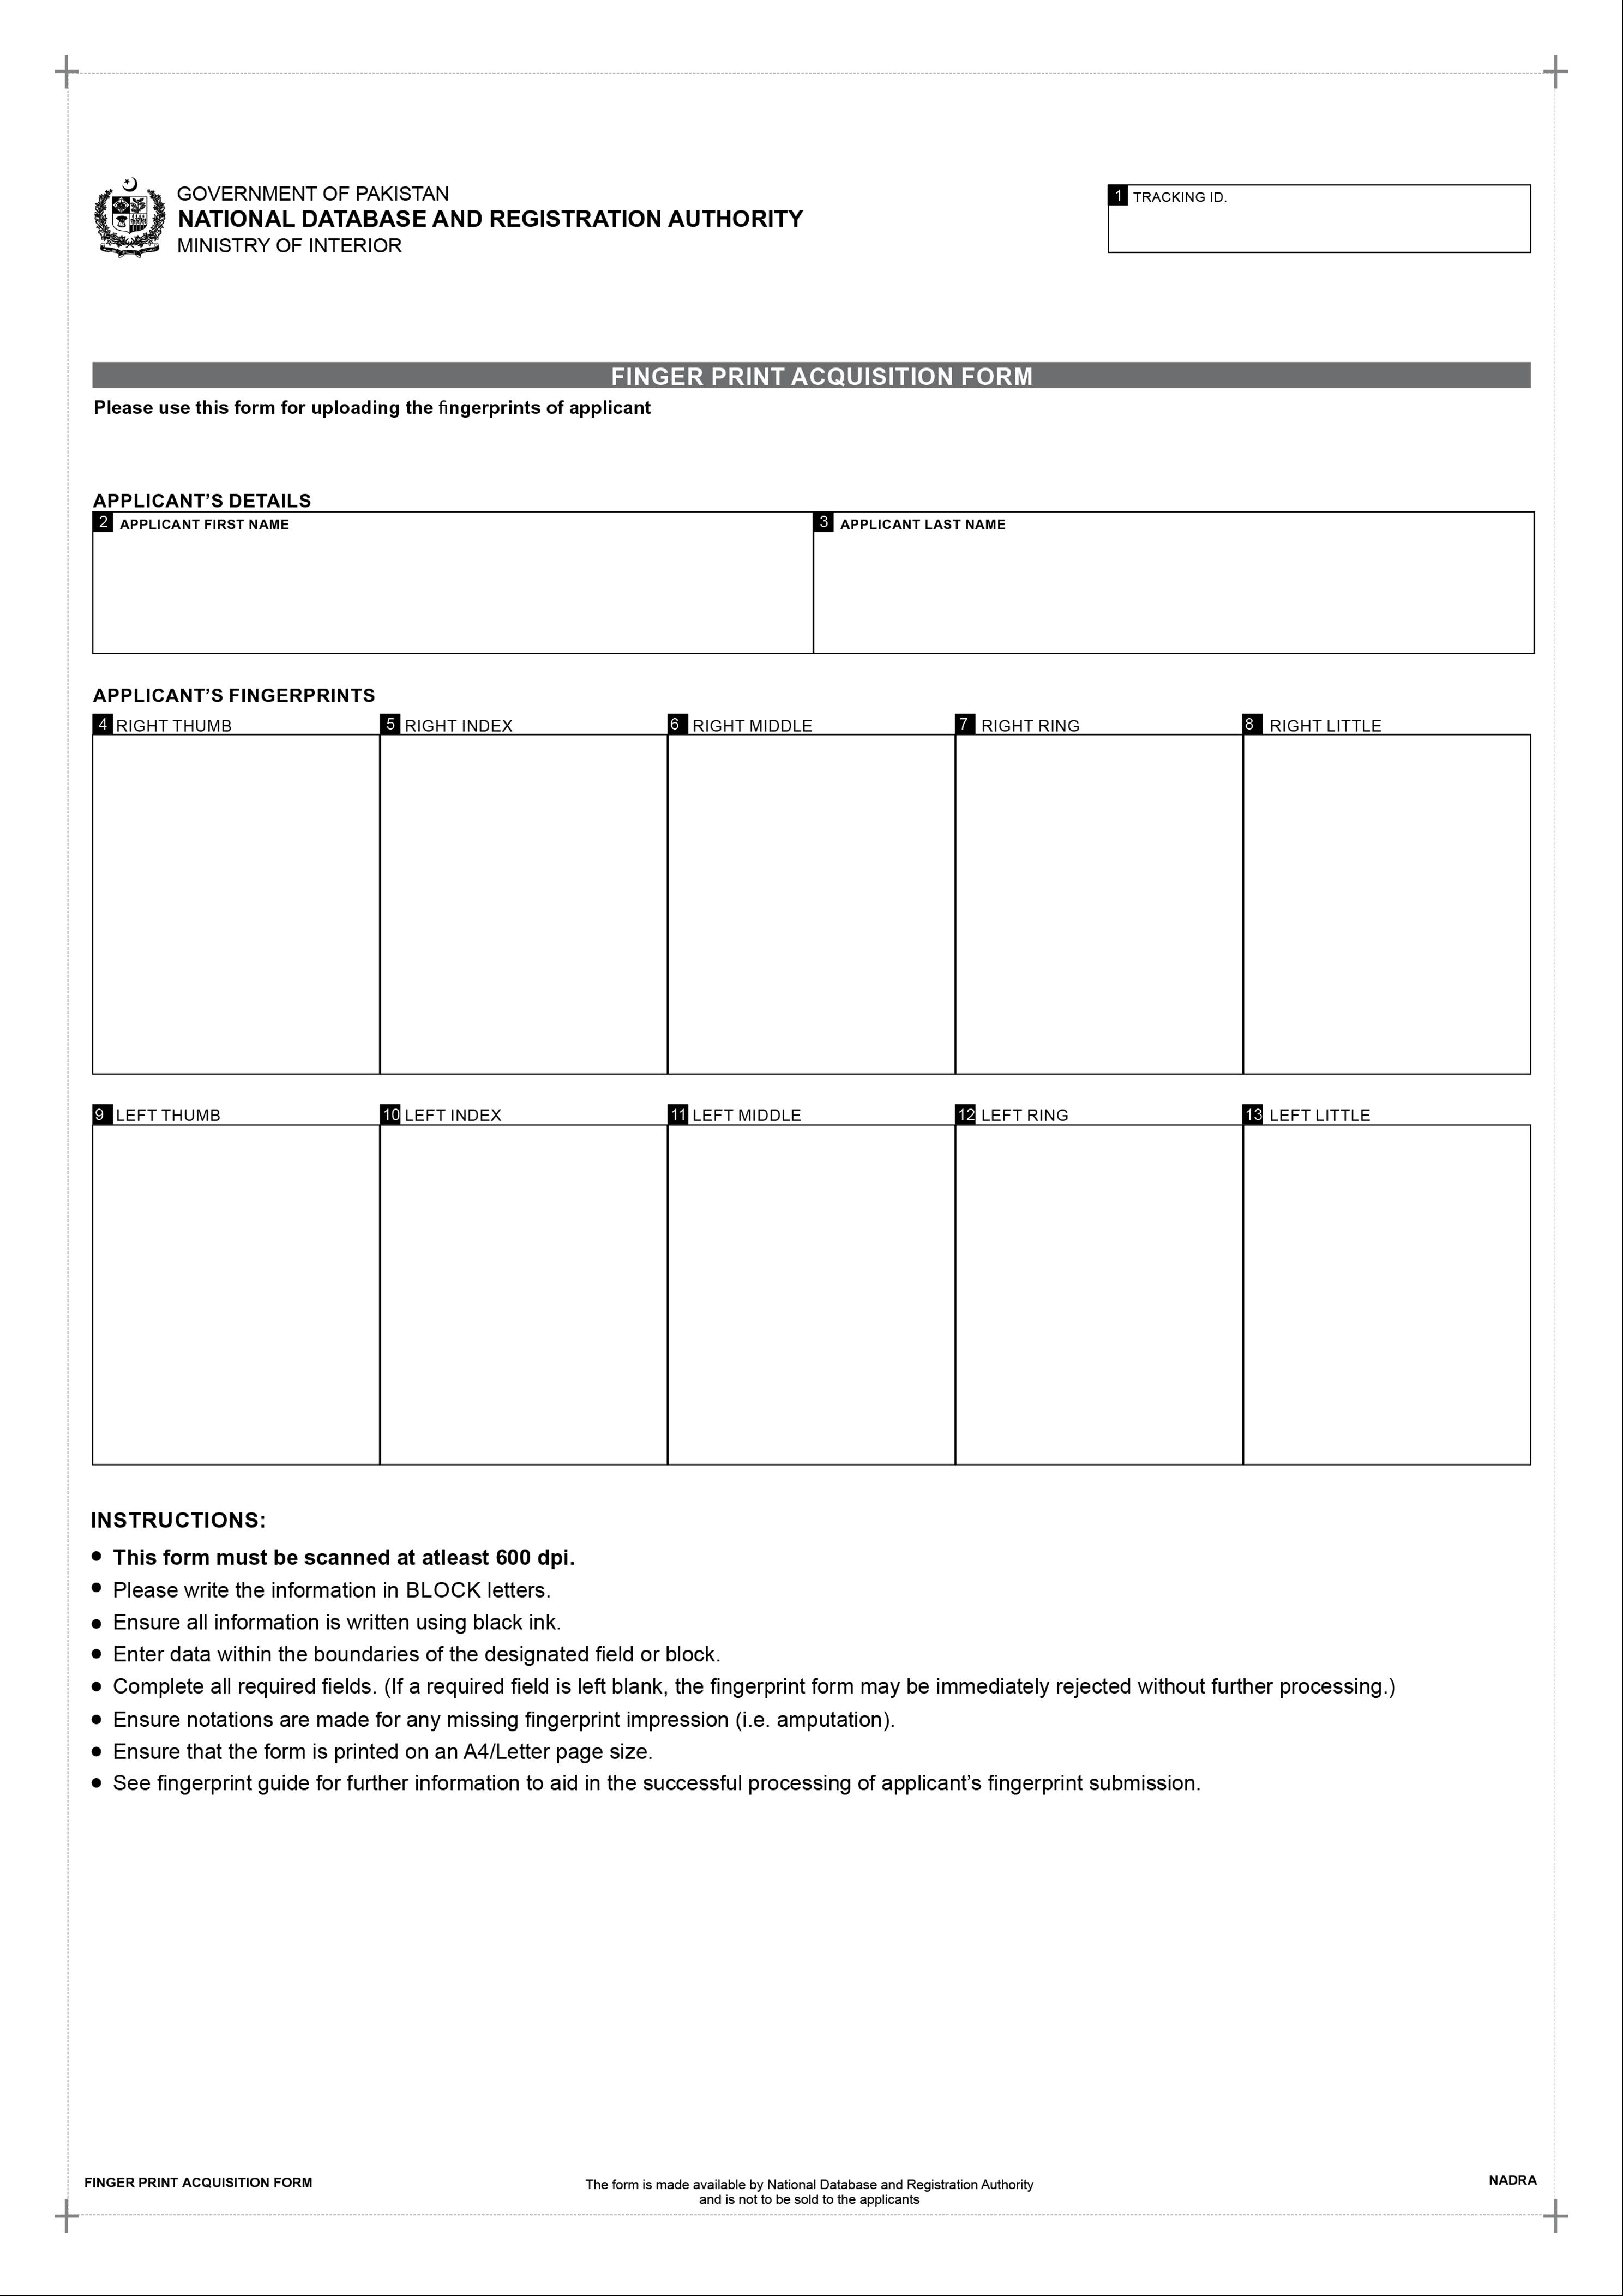 GOVERNMENT OF PAKISTAN
NATIONAL DATABASE AND REGISTRATION AUTHORITY
MINISTRY OF INTERIOR
1 TRACKING ID.
FINGER PRINT ACQUISITION FORM
Please use this form for uploading the fingerprints of applicant
APPLICANT’S DETAILS
2 APPLICANT FIRST NAME
3 APPLICANT LAST NAME
APPLICANT’S FINGERPRINTS
4 RIGHT THUMB
5 RIGHT INDEX
6 RIGHT MIDDLE
7 RIGHT RING
8 RIGHT LITTLE
9 LEFT THUMB
10 LEFT INDEX
11 LEFT MIDDLE
12 LEFT RING
13 LEFT LITTLE
INSTRUCTIONS:
● This form must be scanned at atleast 600 dpi.
● Please write the information in BLOCK letters.
● Ensure all information is written using black ink.
● Enter data within the boundaries of the designated field or block.
● Complete all required fields. (If a required field is left blank, the fingerprint form may be immediately rejected without further processing.)
● Ensure notations are made for any missing fingerprint impression (i.e. amputation).
● Ensure that the form is printed on an A4/Letter page size.
● See fingerprint guide for further information to aid in the successful processing of applicant’s fingerprint submission.
FINGER PRINT ACQUISITION FORM
The form is made available by National Database and Registration Authority
and is not to be sold to the applicants
NADRA